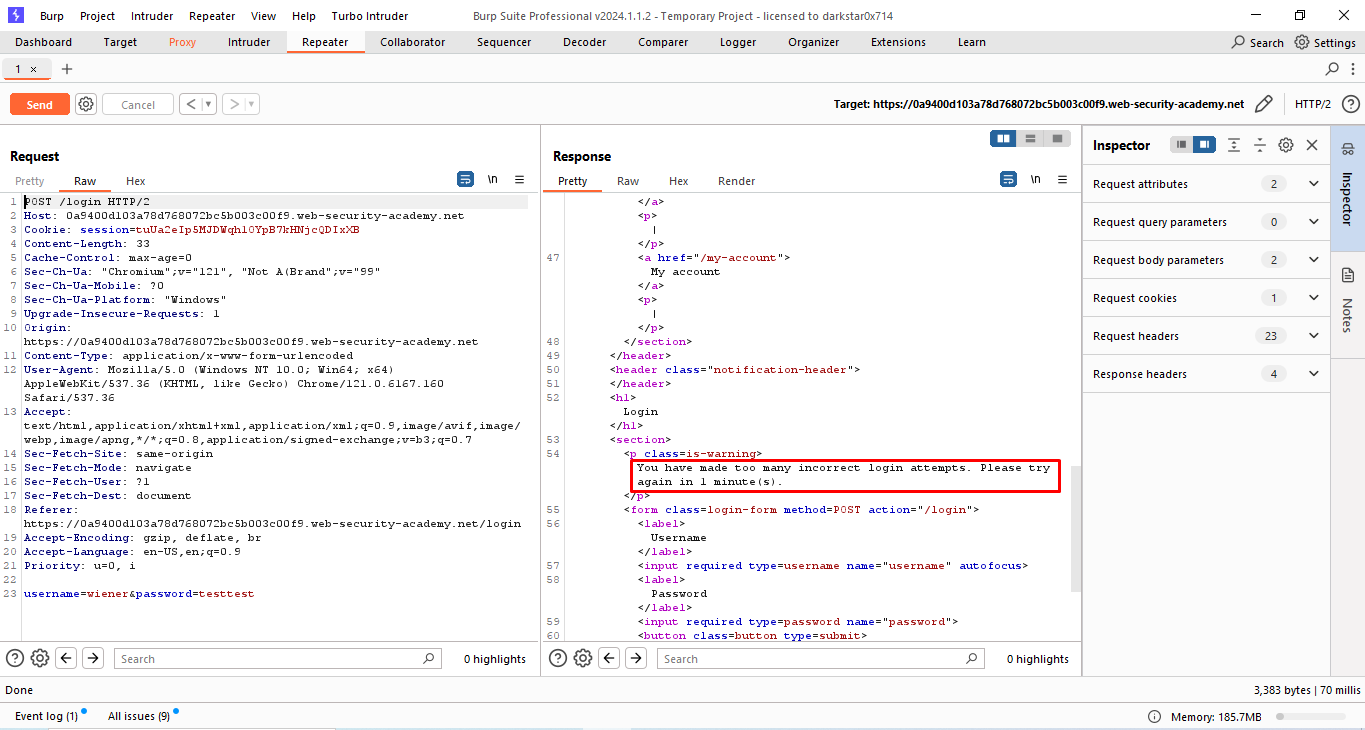 Burp Project Intruder Repeater View Help Turbo Intruder Burp Suite Professional v2024.1.1.2 - Temporary Project - licensed to darkstar0x714
Dashboard Target Proxy Intruder Repeater Collaborator Sequencer Decoder Comparer Logger Organizer Extensions Learn Search Settings
1 × +
Send Cancel < > Target: https://0a9400d103a78d768072bc5b003c00f9.web-security-academy.net HTTP/2
Request
Pretty Raw Hex \n
1 POST /login HTTP/2
2 Host: 0a9400d103a78d768072bc5b003c00f9.web-security-academy.net
3 Cookie: session=tuUa2eIp5MJDWqhl0YpB7kHNjcQDIxXB
4 Content-Length: 33
5 Cache-Control: max-age=0
6 Sec-Ch-Ua: "Chromium";v="121", "Not A(Brand";v="99"
7 Sec-Ch-Ua-Mobile: ?0
8 Sec-Ch-Ua-Platform: "Windows"
9 Upgrade-Insecure-Requests: 1
10 Origin:
https://0a9400d103a78d768072bc5b003c00f9.web-security-academy.net
11 Content-Type: application/x-www-form-urlencoded
12 User-Agent: Mozilla/5.0 (Windows NT 10.0; Win64; x64)
AppleWebKit/537.36 (KHTML, like Gecko) Chrome/121.0.6167.160
Safari/537.36
13 Accept:
text/html,application/xhtml+xml,application/xml;q=0.9,image/avif,image/
webp,image/apng,*/*;q=0.8,application/signed-exchange;v=b3;q=0.7
14 Sec-Fetch-Site: same-origin
15 Sec-Fetch-Mode: navigate
16 Sec-Fetch-User: ?1
17 Sec-Fetch-Dest: document
18 Referer:
https://0a9400d103a78d768072bc5b003c00f9.web-security-academy.net/login
19 Accept-Encoding: gzip, deflate, br
20 Accept-Language: en-US,en;q=0.9
21 Priority: u=0, i
22
23 username=wiener&password=testtest
Search 0 highlights
Response
Pretty Raw Hex Render \n
</a>
<p>
|
</p>
47 <a href="/my-account">
My account
</a>
<p>
|
</p>
48 </section>
49 </header>
50 <header class="notification-header">
51 </header>
52 <h1>
Login
</h1>
53 <section>
54 <p class=is-warning>
You have made too many incorrect login attempts. Please try
again in 1 minute(s).
</p>
55 <form class=login-form method=POST action="/login">
56 <label>
Username
</label>
57 <input required type=username name="username" autofocus>
58 <label>
Password
</label>
59 <input required type=password name="password">
60 <button class=button type=submit>
Search 0 highlights
Inspector
Request attributes 2
Request query parameters 0
Request body parameters 2
Request cookies 1
Request headers 23
Response headers 4
Inspector
Notes
Done 3,383 bytes | 70 millis
Event log (1) All issues (9) Memory: 185.7MB